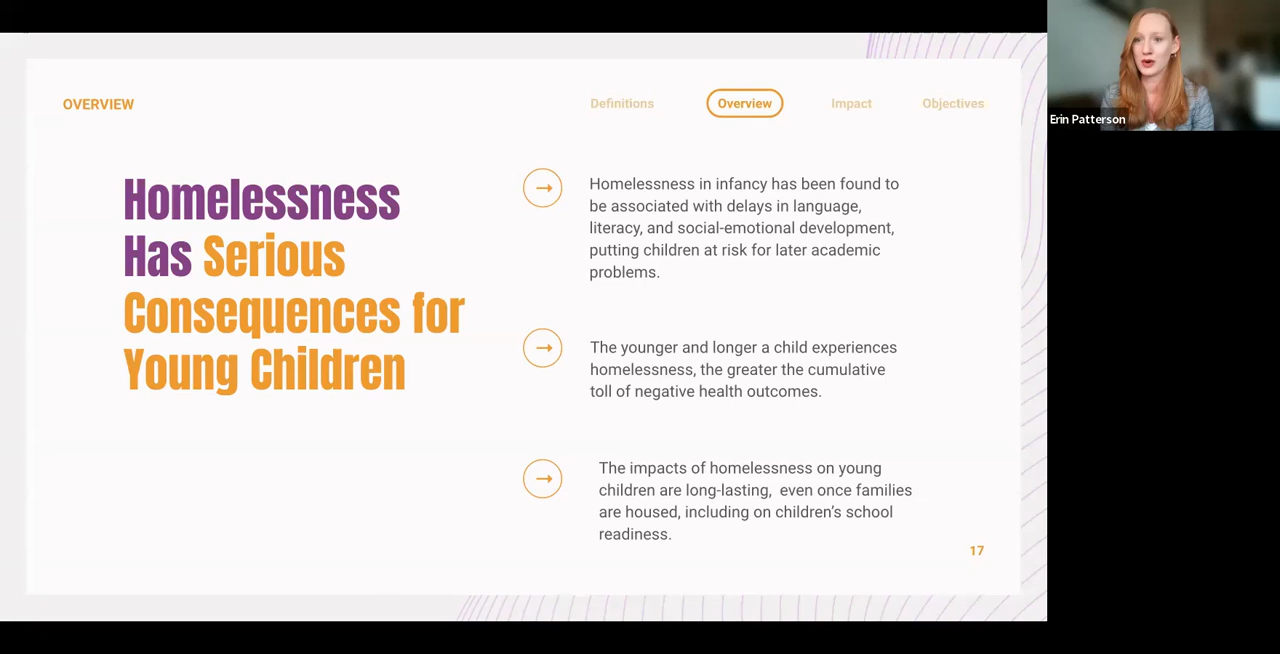 OVERVIEW
Definitions
Overview
Impact
Objectives
Homelessness
Has Serious
Consequences for
Young Children
Homelessness in infancy has been found to
be associated with delays in language,
literacy, and social-emotional development,
putting children at risk for later academic
problems.
The younger and longer a child experiences
homelessness, the greater the cumulative
toll of negative health outcomes.
The impacts of homelessness on young
children are long-lasting,  even once families
are housed, including on children's school
readiness.
17
Erin Patterson